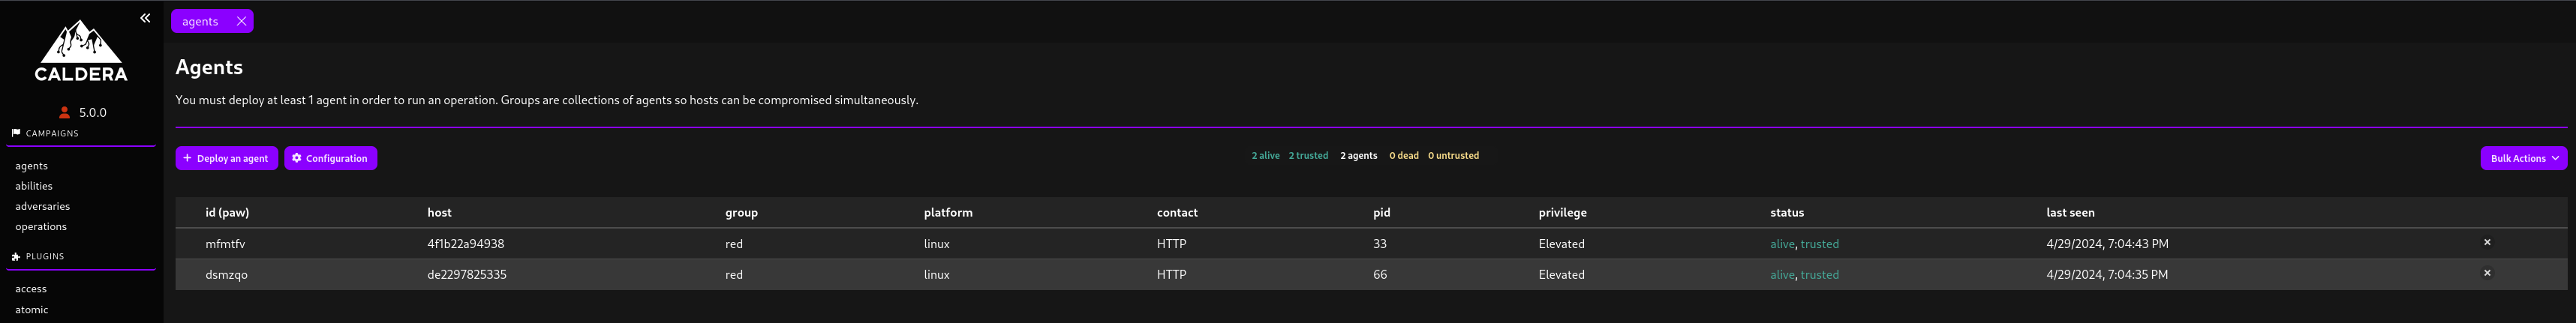 agents
CALDERA
5.0.0
CAMPAIGNS
agents
abilities
adversaries
operations
PLUGINS
access
atomic
Agents
You must deploy at least 1 agent in order to run an operation. Groups are collections of agents so hosts can be compromised simultaneously.
Deploy an agent Configuration 2 alive 2 trusted 2 agents 0 dead 0 untrusted Bulk Actions
id (paw) host group platform contact pid privilege status last seen
mfmtfv 4f1b22a94938 red linux HTTP 33 Elevated alive, trusted 4/29/2024, 7:04:43 PM
dsmzqo de2297825335 red linux HTTP 66 Elevated alive, trusted 4/29/2024, 7:04:35 PM